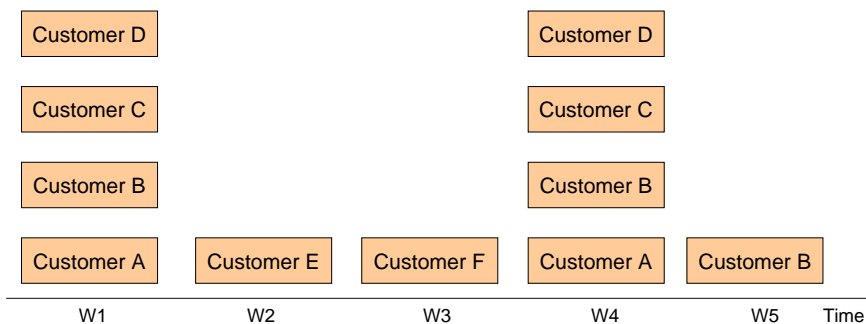 Customer D Customer D
Customer C Customer C
Customer B Customer B
Customer A Customer E Customer F Customer A Customer B
W1 W2 W3 W4 W5 Time